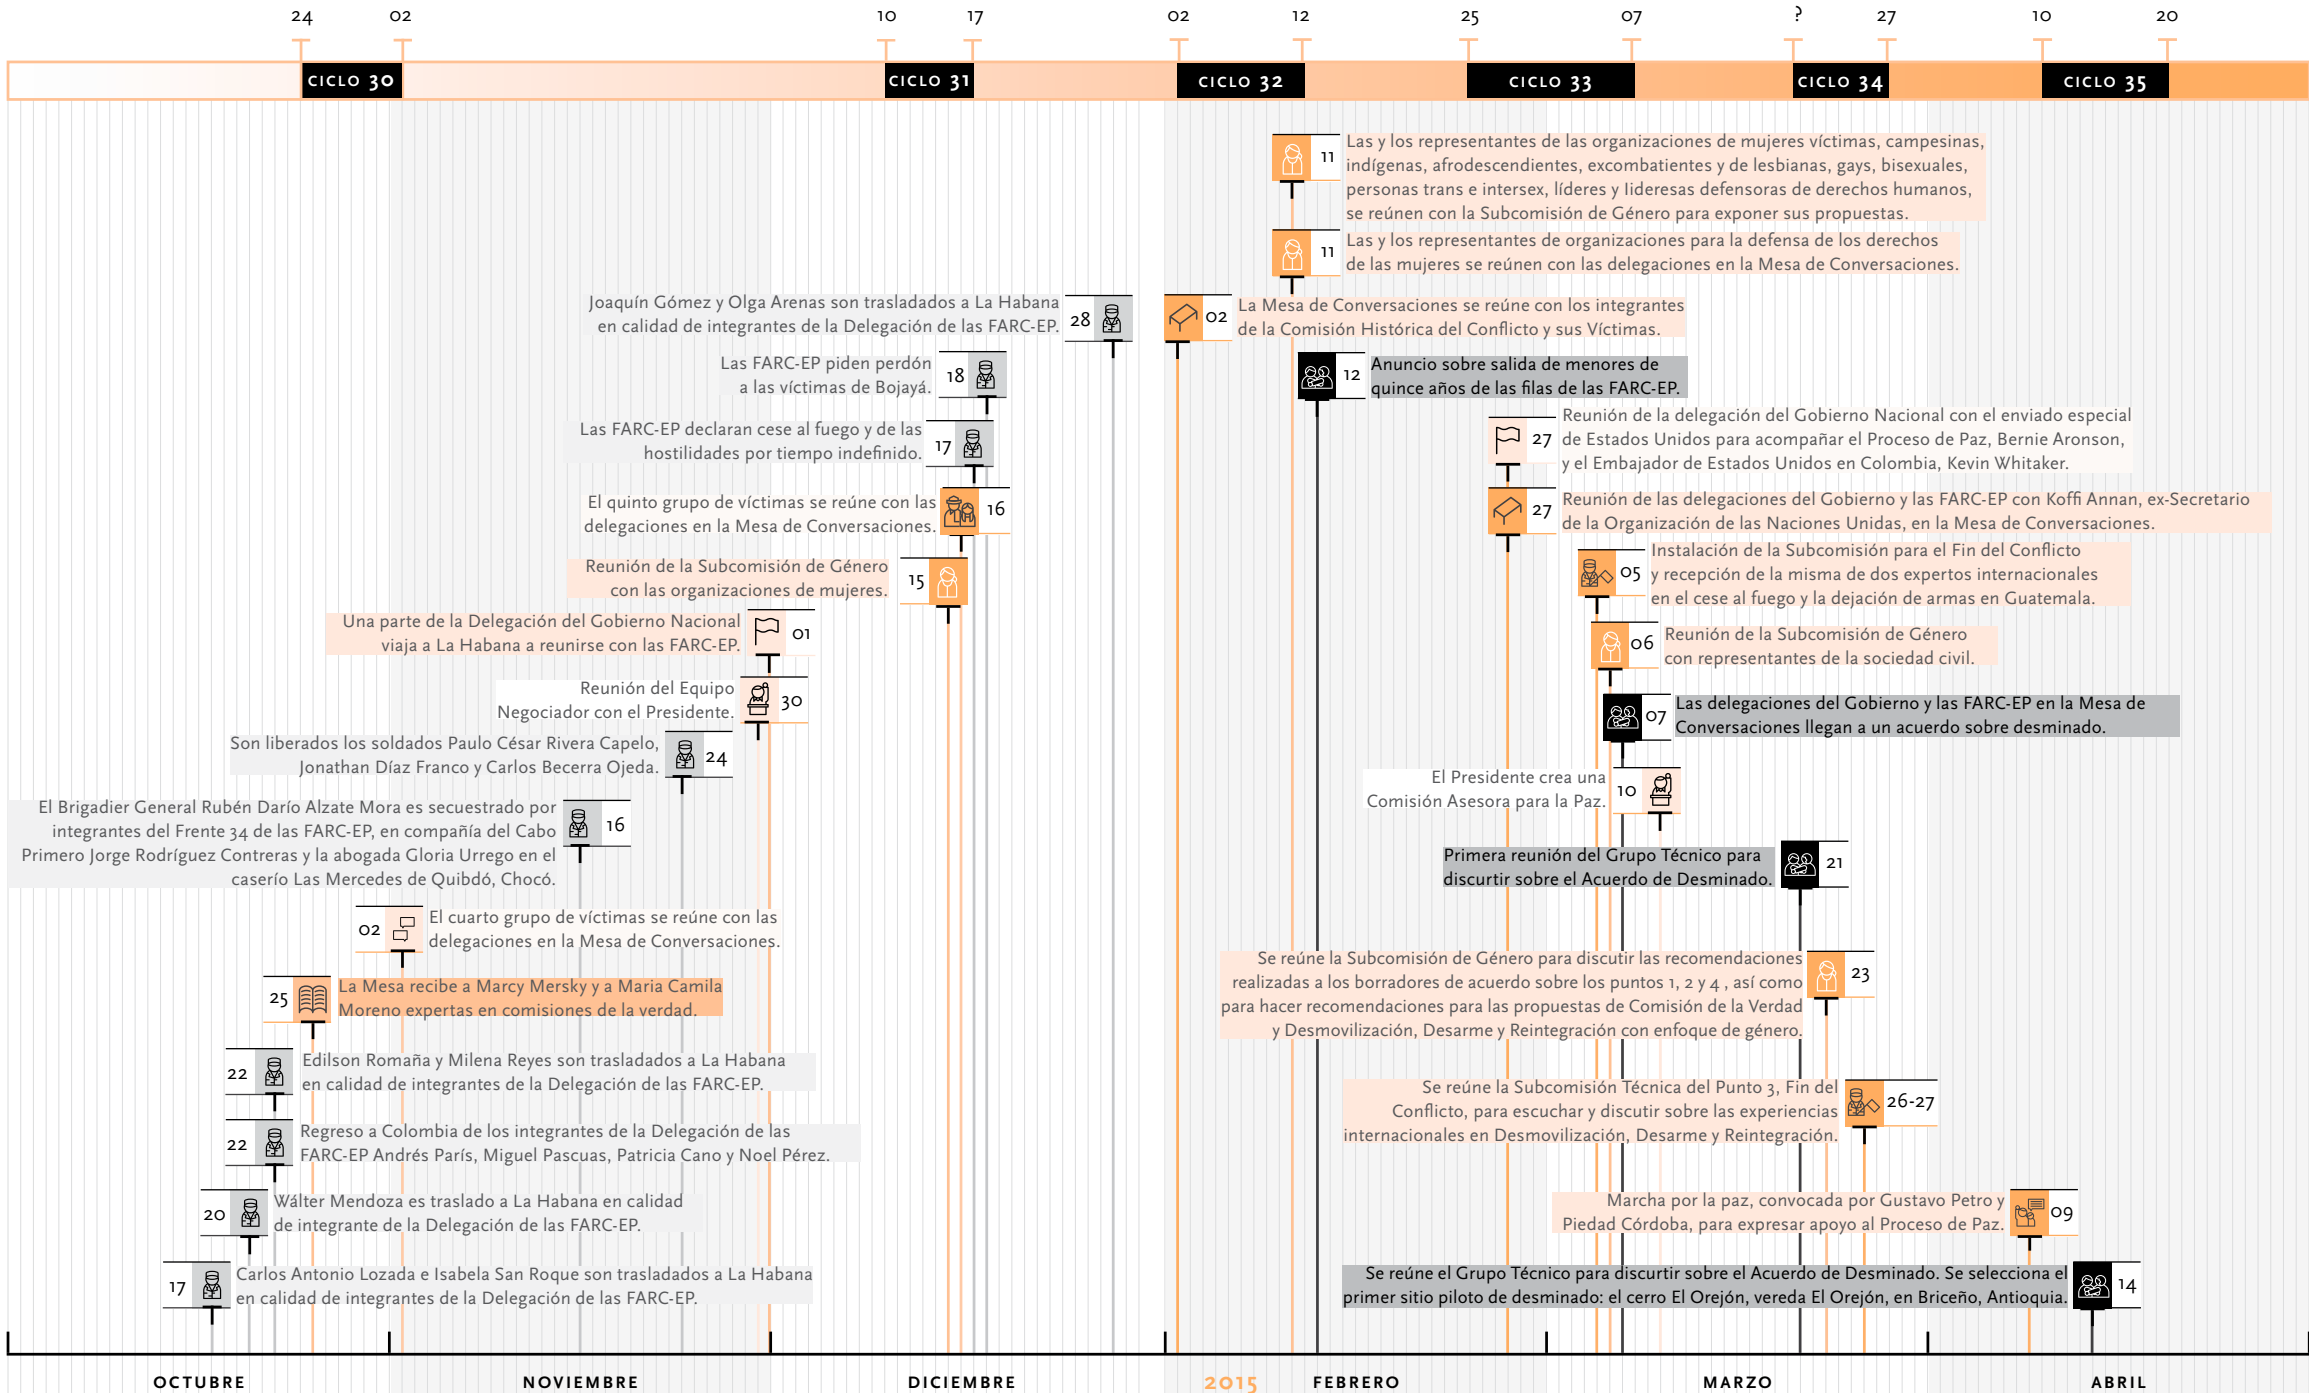 24 02 10 17 02 12 25 07 ? 27 10 20
CICLO 30 CICLO 31 CICLO 32 CICLO 33 CICLO 34 CICLO 35
11
Las y los representantes de las organizaciones de mujeres víctimas, campesinas,
indígenas, afrodescendientes, excombatientes y de lesbianas, gays, bisexuales,
personas trans e intersex, líderes y Iideresas defensoras de derechos humanos,
se reúnen con la Subcomisión de Género para exponer sus propuestas.
11
Las y los representantes de organizaciones para la defensa de los derechos
de las mujeres se reúnen con las delegaciones en la Mesa de Conversaciones.
Joaquín Gómez y Olga Arenas son trasladados a La Habana
en calidad de integrantes de la Delegación de las FARC-EP.
28
02
La Mesa de Conversaciones se reúne con los integrantes
de la Comisión Histórica del Conflicto y sus Víctimas.
Las FARC-EP piden perdón
a las víctimas de Bojayá.
18
12
Anuncio sobre salida de menores de
quince años de las filas de las FARC-EP.
Las FARC-EP declaran cese al fuego y de las
hostilidades por tiempo indefinido.
17
27
Reunión de la delegación del Gobierno Nacional con el enviado especial
de Estados Unidos para acompañar el Proceso de Paz, Bernie Aronson,
y el Embajador de Estados Unidos en Colombia, Kevin Whitaker.
El quinto grupo de víctimas se reúne con las
delegaciones en la Mesa de Conversaciones.
16
27
Reunión de las delegaciones del Gobierno y las FARC-EP con Koffi Annan, ex-Secretario
de la Organización de las Naciones Unidas, en la Mesa de Conversaciones.
Reunión de la Subcomisión de Género
con las organizaciones de mujeres.
15
05
Instalación de la Subcomisión para el Fin del Conflicto
y recepción de la misma de dos expertos internacionales
en el cese al fuego y la dejación de armas en Guatemala.
Una parte de la Delegación del Gobierno Nacional
viaja a La Habana a reunirse con las FARC-EP.
01
06
Reunión de la Subcomisión de Género
con representantes de la sociedad civil.
Reunión del Equipo
Negociador con el Presidente.
30
07
Las delegaciones del Gobierno y las FARC-EP en la Mesa de
Conversaciones llegan a un acuerdo sobre desminado.
Son liberados los soldados Paulo César Rivera Capelo,
Jonathan Díaz Franco y Carlos Becerra Ojeda.
24
El Presidente crea una
Comisión Asesora para la Paz.
10
El Brigadier General Rubén Darío Alzate Mora es secuestrado por
integrantes del Frente 34 de las FARC-EP, en compañía del Cabo
Primero Jorge Rodríguez Contreras y la abogada Gloria Urrego en el
caserío Las Mercedes de Quibdó, Chocó.
16
Primera reunión del Grupo Técnico para
discurtir sobre el Acuerdo de Desminado.
21
02
El cuarto grupo de víctimas se reúne con las
delegaciones en la Mesa de Conversaciones.
Se reúne la Subcomisión de Género para discutir las recomendaciones
realizadas a los borradores de acuerdo sobre los puntos 1, 2 y 4 , así como
para hacer recomendaciones para las propuestas de Comisión de la Verdad
y Desmovilización, Desarme y Reintegración con enfoque de género.
23
25
La Mesa recibe a Marcy Mersky y a Maria Camila
Moreno expertas en comisiones de la verdad.
22
Edilson Romaña y Milena Reyes son trasladados a La Habana
en calidad de integrantes de la Delegación de las FARC-EP.
Se reúne la Subcomisión Técnica del Punto 3, Fin del
Conflicto, para escuchar y discutir sobre las experiencias
internacionales en Desmovilización, Desarme y Reintegración.
26-27
22
Regreso a Colombia de los integrantes de la Delegación de las
FARC-EP Andrés París, Miguel Pascuas, Patricia Cano y Noel Pérez.
20
Wálter Mendoza es traslado a La Habana en calidad
de integrante de la Delegación de las FARC-EP.
Marcha por la paz, convocada por Gustavo Petro y
Piedad Córdoba, para expresar apoyo al Proceso de Paz.
09
17
Carlos Antonio Lozada e Isabela San Roque son trasladados a La Habana
en calidad de integrantes de la Delegación de las FARC-EP.
Se reúne el Grupo Técnico para discurtir sobre el Acuerdo de Desminado. Se selecciona el
primer sitio piloto de desminado: el cerro El Orejón, vereda El Orejón, en Briceño, Antioquia.
14
OCTUBRE NOVIEMBRE DICIEMBRE 2015 FEBRERO MARZO ABRIL